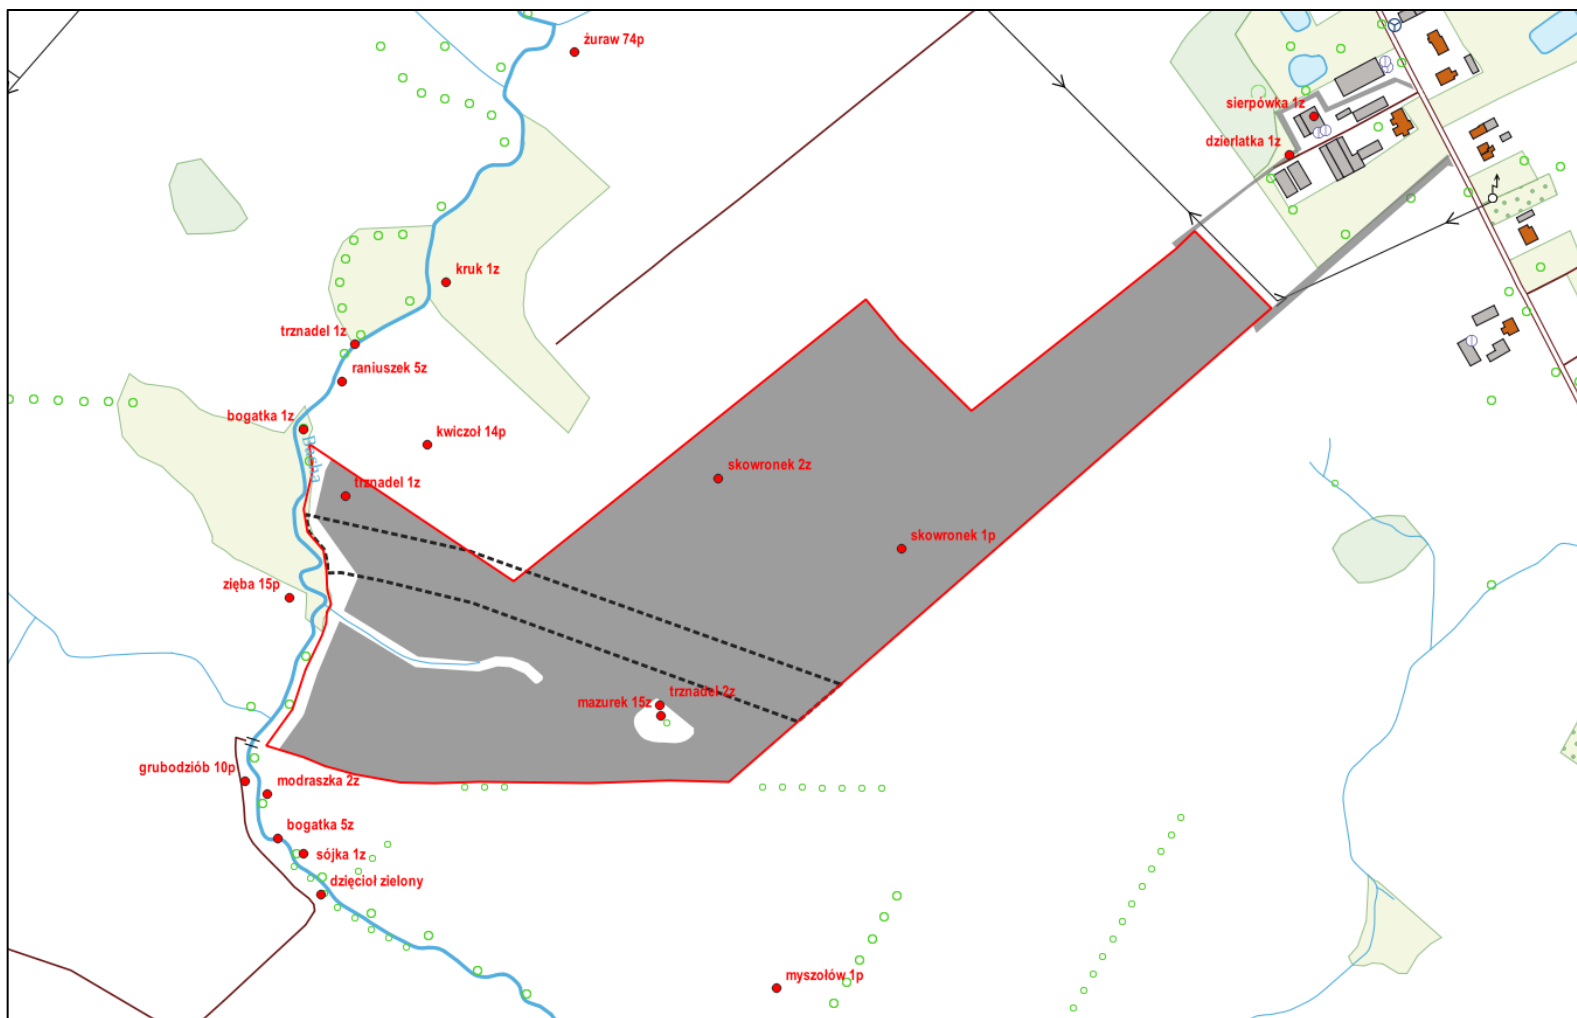 żuraw 74p
sierpówka 1z
dzierlatka 1z
kruk 1z
trznadel 1z
raniuszek 5z
bogatka 1z
Dacha
kwiczoł 14p
skowronek 2z
trznadel 1z
skowronek 1p
zięba 15p
trznadel 2z
mazurek 15z
grubodziób 10p
modraszka 2z
bogatka 5z
sójka 1z
dzięcioł zielony
myszołów 1p